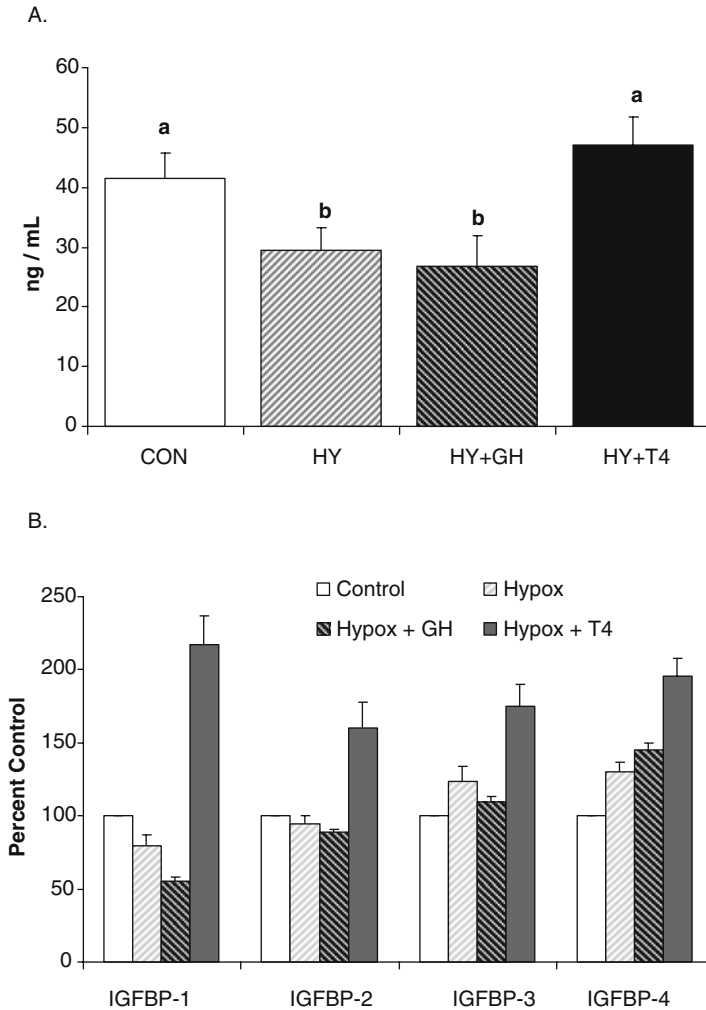 A.
60
50
40
30
20
10
0
ng / mL
a
b
b
a
CON HY HY+GH HY+T4
B.
250
200
150
100
50
0
Percent Control
Control Hypox
Hypox + GH Hypox + T4
IGFBP-1 IGFBP-2 IGFBP-3 IGFBP-4